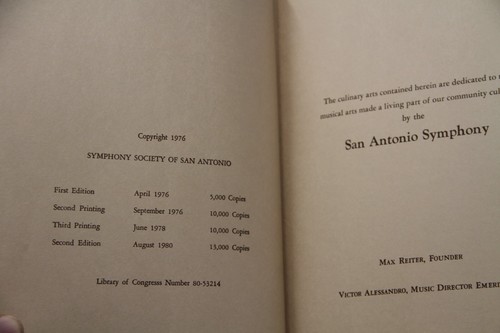 Copyright 1976
SYMPHONY SOCIETY OF SAN ANTONIO
First Edition April 1976 5,000 Copies
Second Printing September 1976 10,000 Copies
Third Printing June 1978 10,000 Copies
Second Edition August 1980 13,000 Copies
Library of Congress Number 80-53214
The culinary arts contained herein are dedicated to
musical arts made a living part of our community
by the
San Antonio Symphony
MAX REITER, FOUNDER
VICTOR ALESSANDRO, MUSIC DIRECTOR